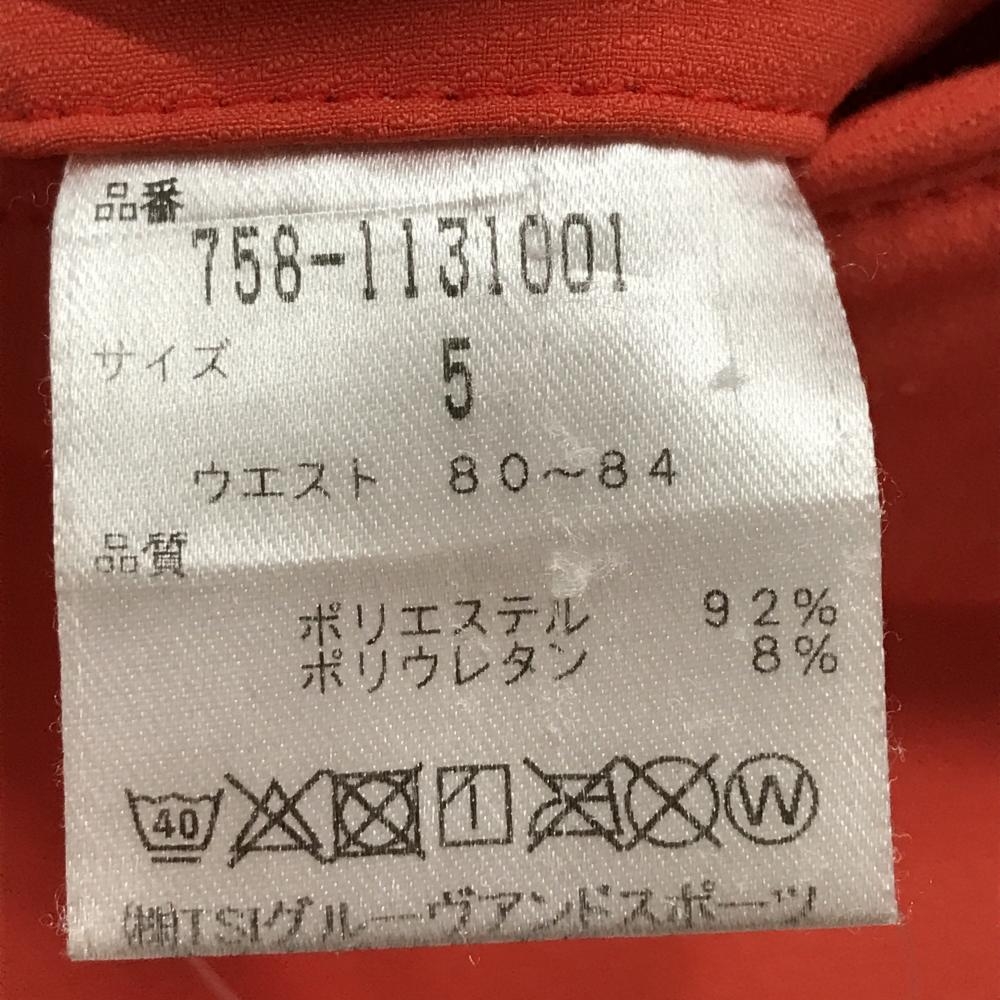 品番
758-1131001
サイズ 5
ウエスト 80~84
品質
ポリエステル 92%
ポリウレタン 8%
40 W
(株)TSIグルーヴアンドスポーツ